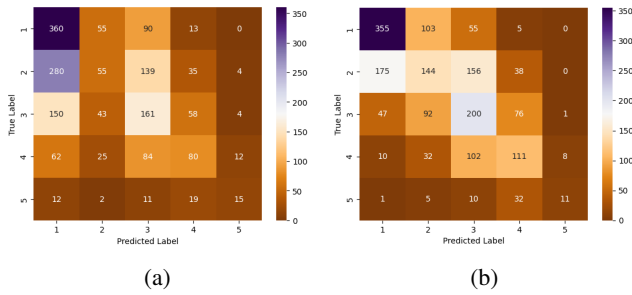 1 360 55 90 13 0
2 280 55 139 35 4
3 150 43 161 58 4
4 62 25 84 80 12
5 12 2 11 19 15
1 2 3 4 5
True Label
Predicted Label
350
300
250
200
150
100
50
0
(a)
1 355 103 55 5 0
2 175 144 156 38 0
3 47 92 200 76 1
4 10 32 102 111 8
5 1 5 10 32 11
1 2 3 4 5
True Label
Predicted Label
350
300
250
200
150
100
50
0
(b)